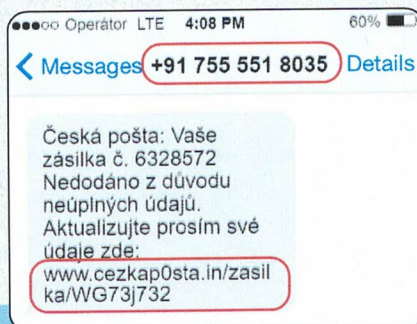 Operátor LTE 4:08 PM 60%
Messages +91 755 551 8035 Details
Česká pošta: Vaše
zásilka č. 6328572
Nedodáno z důvodu
neúplných údajů.
Aktualizujte prosím své
údaje zde:
www.cezkap0sta.in/zasil
ka/WG73j732